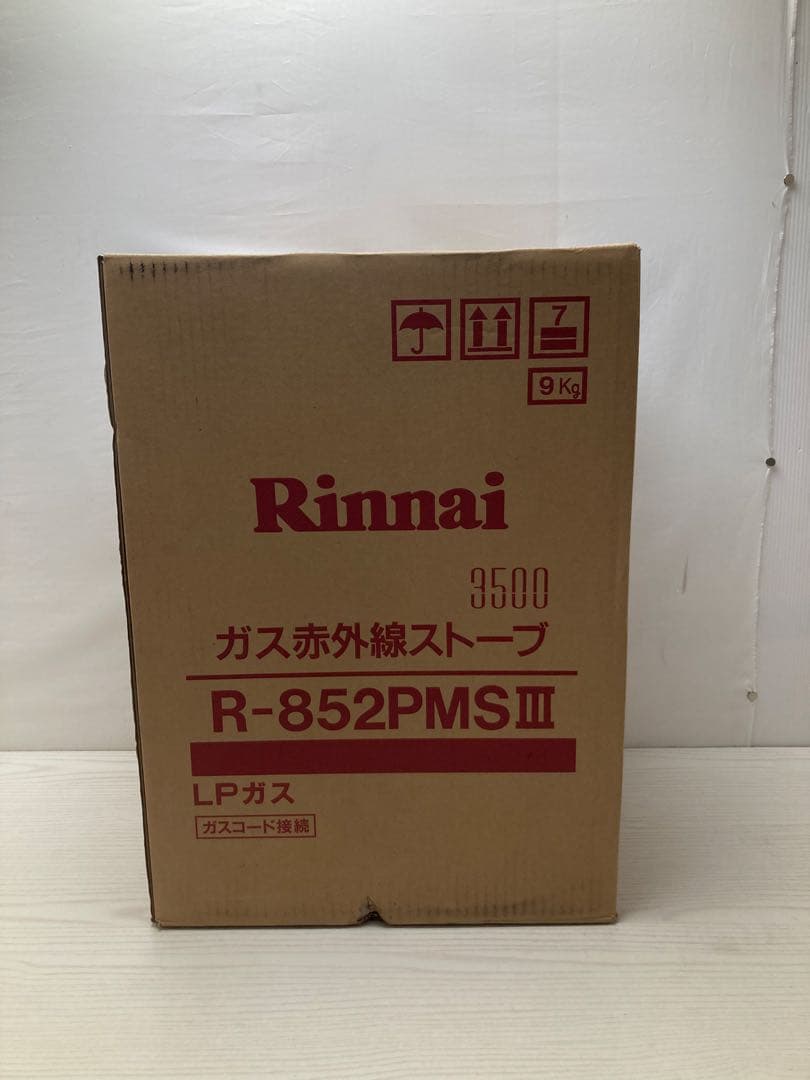 7
9Kg
Rinnai
3500
ガス赤外線ストーブ
R-852PMSⅢ
LPガス
ガスコード接続